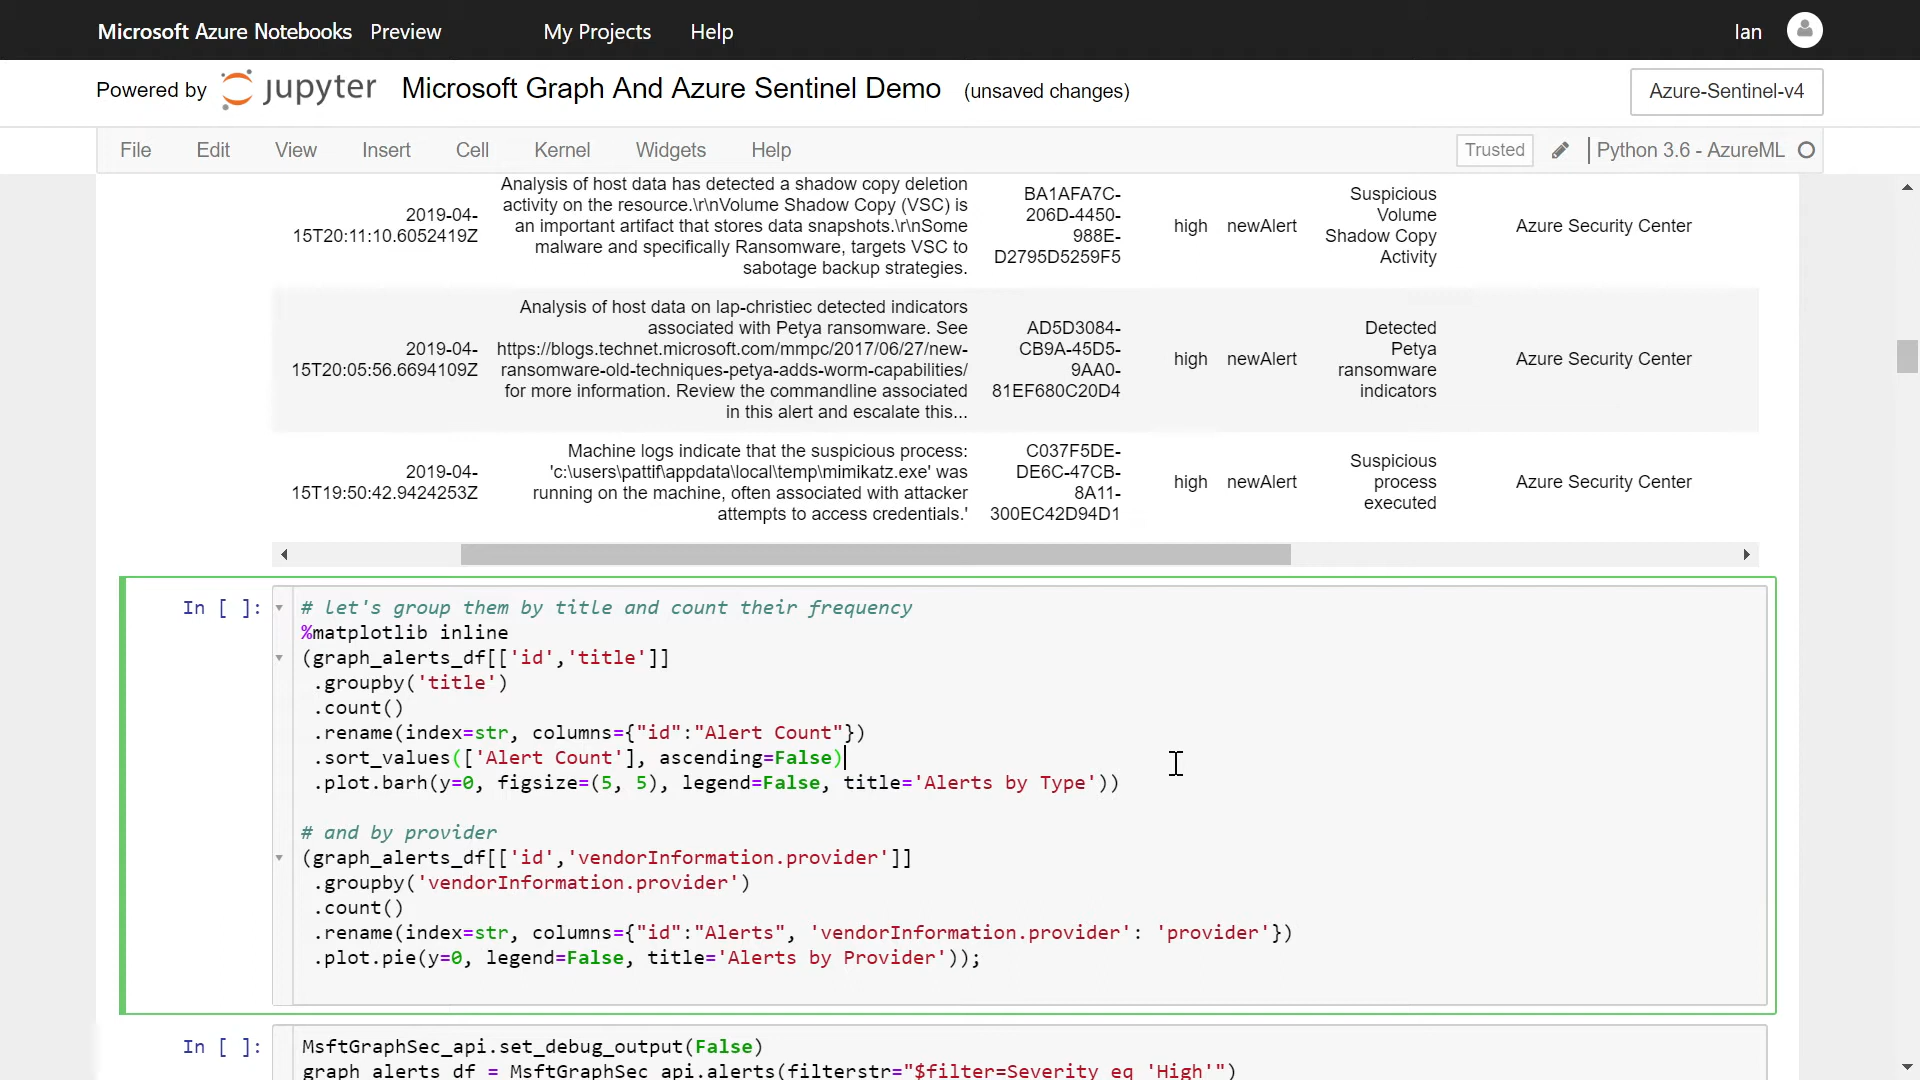 Microsoft Azure Notebooks Preview My Projects Help Ian
Powered by jupyter Microsoft Graph And Azure Sentinel Demo (unsaved changes) Azure-Sentinel-v4
File Edit View Insert Cell Kernel Widgets Help Trusted Python 3.6 - AzureML
2019-04-
15T20:11:10.6052419Z
Analysis of host data has detected a shadow copy deletion
activity on the resource.\r\nVolume Shadow Copy (VSC) is
an important artifact that stores data snapshots.\r\nSome
malware and specifically Ransomware, targets VSC to
sabotage backup strategies.
BA1AFA7C-
206D-4450-
988E-
D2795D5259F5
high
newAlert
Suspicious
Volume
Shadow Copy
Activity
Azure Security Center
2019-04-
15T20:05:56.6694109Z
Analysis of host data on lap-christiec detected indicators
associated with Petya ransomware. See
https://blogs.technet.microsoft.com/mmpc/2017/06/27/new-
ransomware-old-techniques-petya-adds-worm-capabilities/
for more information. Review the commandline associated
in this alert and escalate this...
AD5D3084-
CB9A-45D5-
9AA0-
81EF680C20D4
high
newAlert
Detected
Petya
ransomware
indicators
Azure Security Center
2019-04-
15T19:50:42.9424253Z
Machine logs indicate that the suspicious process:
'c:\users\pattif\appdata\local\temp\mimikatz.exe' was
running on the machine, often associated with attacker
attempts to access credentials.'
C037F5DE-
DE6C-47CB-
8A11-
300EC42D94D1
high
newAlert
Suspicious
process
executed
Azure Security Center
In [ ]:
# let's group them by title and count their frequency
%matplotlib inline
(graph_alerts_df[['id','title']]
.groupby('title')
.count()
.rename(index=str, columns={"id":"Alert Count"})
.sort_values(['Alert Count'], ascending=False)
.plot.barh(y=0, figsize=(5, 5), legend=False, title='Alerts by Type'))
# and by provider
(graph_alerts_df[['id','vendorInformation.provider']]
.groupby('vendorInformation.provider')
.count()
.rename(index=str, columns={"id":"Alerts", 'vendorInformation.provider': 'provider'})
.plot.pie(y=0, legend=False, title='Alerts by Provider'));
In [ ]:
MsftGraphSec_api.set_debug_output(False)
graph_alerts_df = MsftGraphSec_api.alerts(filterstr="$filter=Severity eq 'High'")